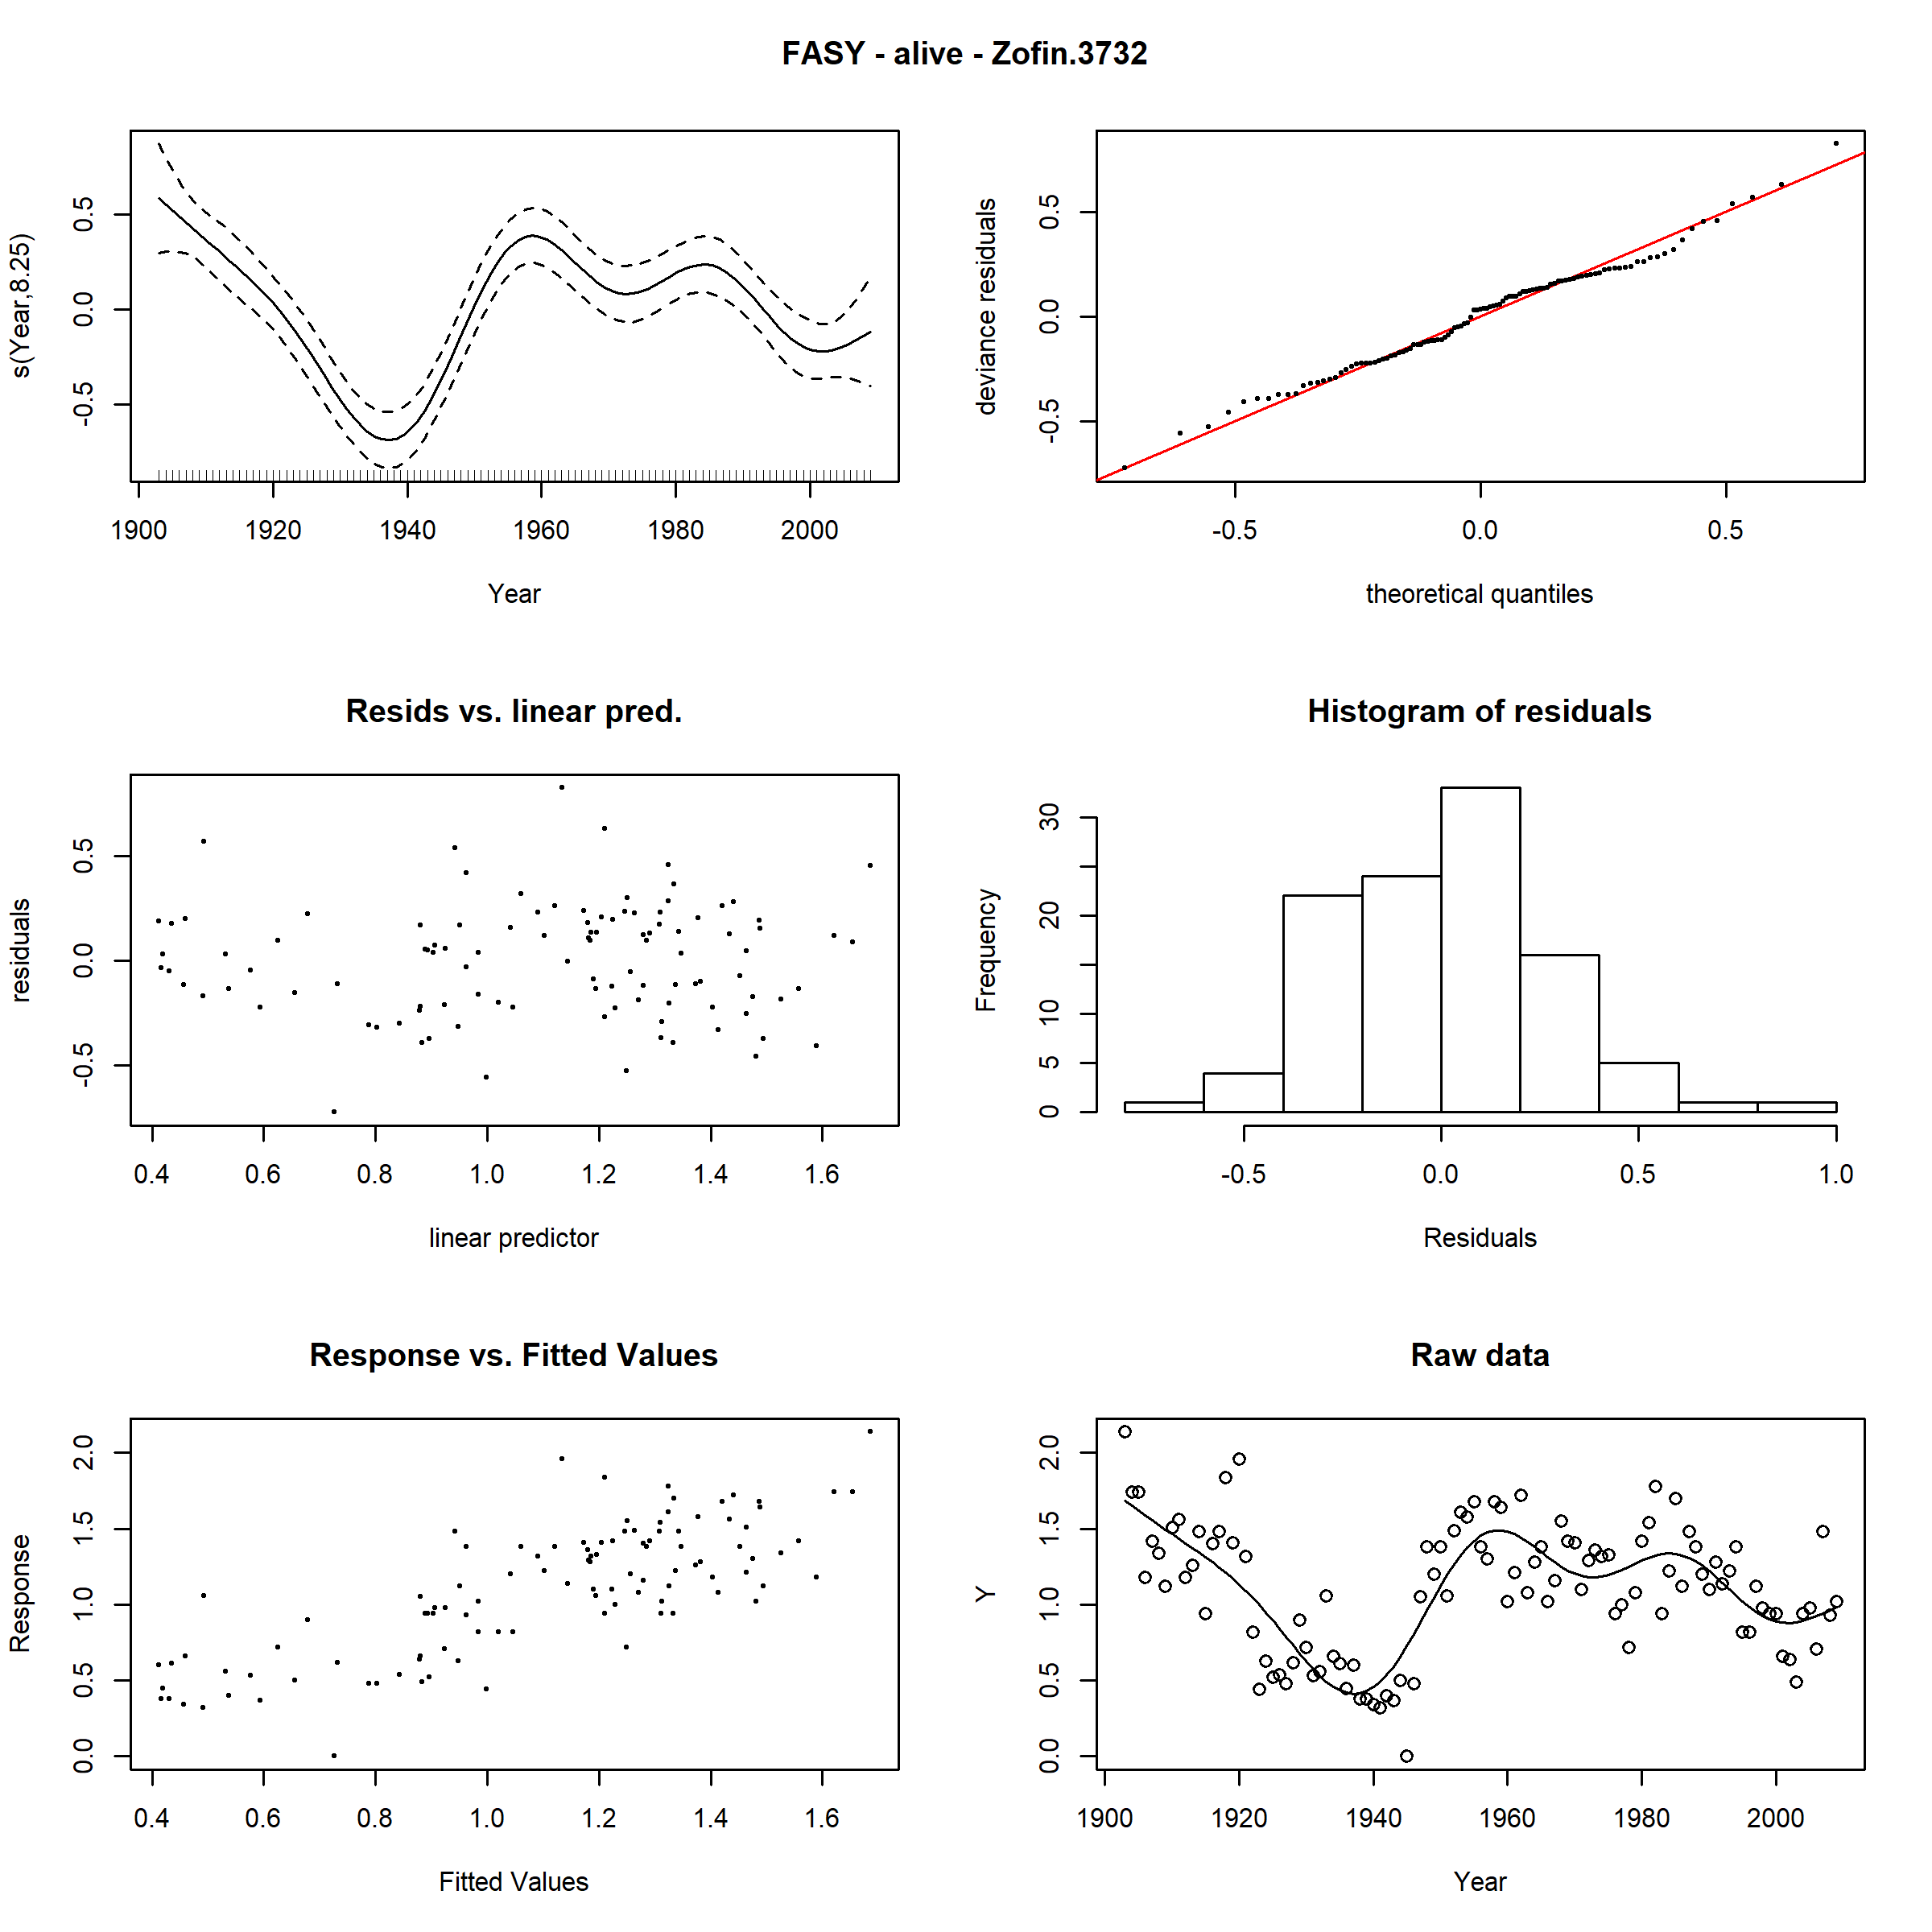 FASY - alive - Zofin.3732
s(Year,8.25)
0.5
0.0
-0.5
1900 1920 1940 1960 1980 2000
Year
deviance residuals
0.5
0.0
-0.5
-0.5 0.0 0.5
theoretical quantiles
Resids vs. linear pred.
residuals
0.5
0.0
-0.5
0.4 0.6 0.8 1.0 1.2 1.4 1.6
linear predictor
Histogram of residuals
Frequency
30
20
10
5
0
-0.5 0.0 0.5 1.0
Residuals
Response vs. Fitted Values
Response
2.0
1.5
1.0
0.5
0.0
0.4 0.6 0.8 1.0 1.2 1.4 1.6
Fitted Values
Raw data
Y
2.0
1.5
1.0
0.5
0.0
1900 1920 1940 1960 1980 2000
Year